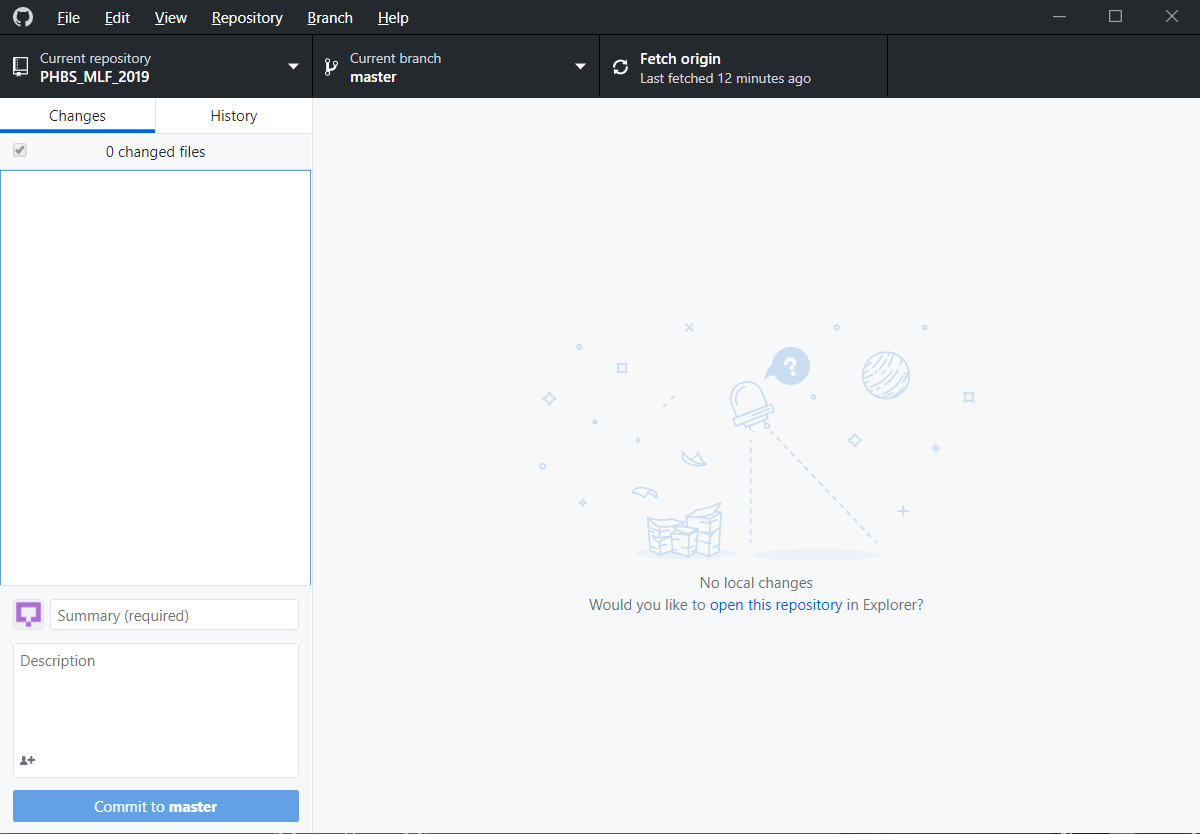 File Edit View Repository Branch Help
Current repository
PHBS_MLF_2019
Current branch
master
Fetch origin
Last fetched 12 minutes ago
Changes
History
0 changed files
?
No local changes
Would you like to open this repository in Explorer?
Summary (required)
Description
Commit to master